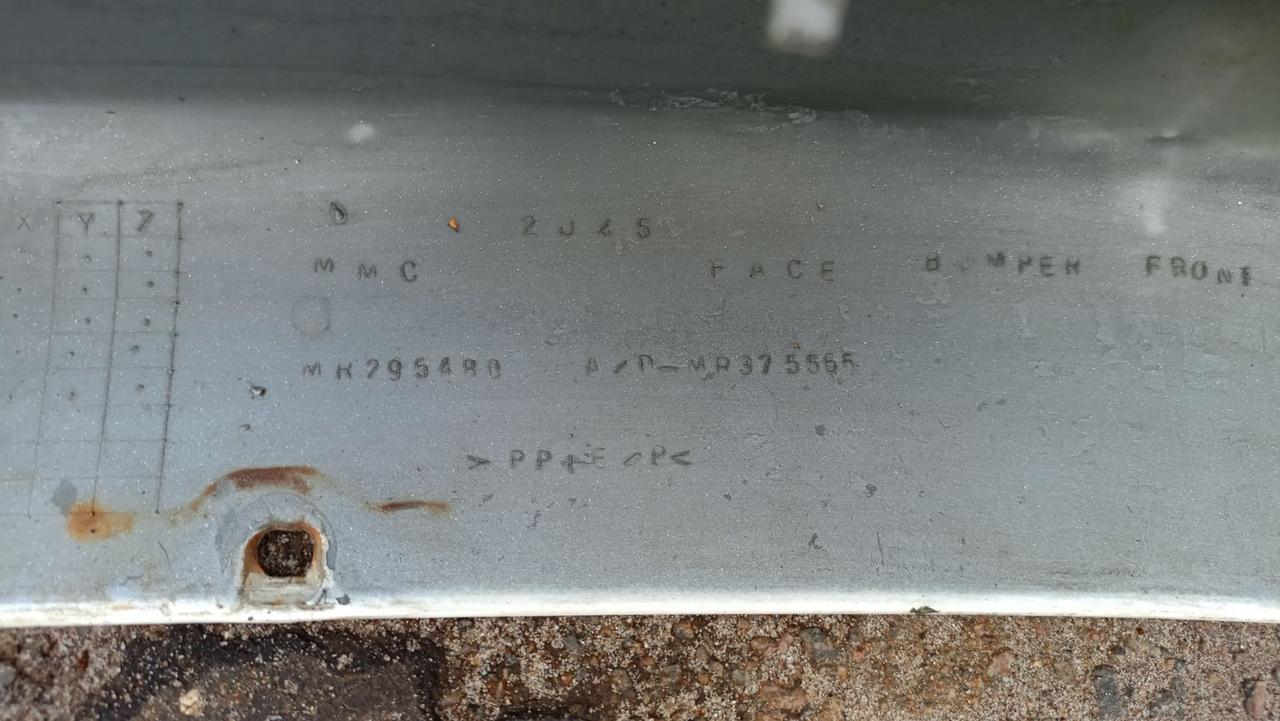 X Y Z
2J45
MMC FACE BUMPER FRONT
MR295480 A/D-MR375565
>PP+E/P<